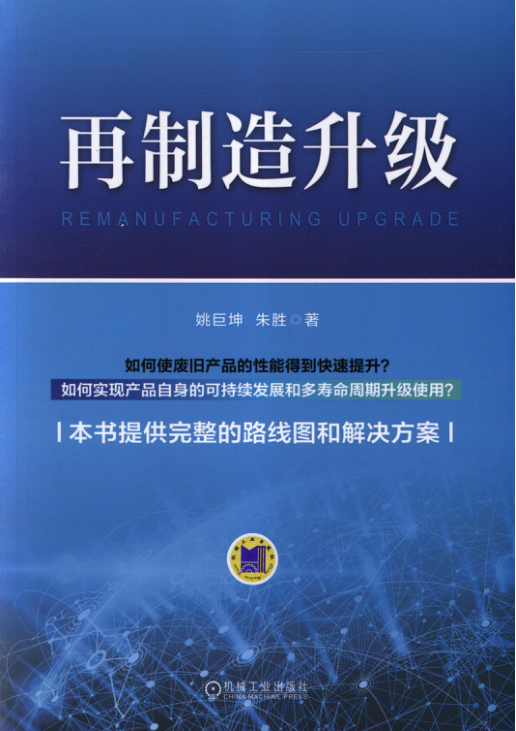 再制造升级
REMANUFACTURING UPGRADE
姚巨坤 朱胜◎著
如何使废旧产品的性能得到快速提升?
如何实现产品自身的可持续发展和多寿命周期升级使用?
本书提供完整的路线图和解决方案
机械工业出版社
CHINA MACHINE PRESS